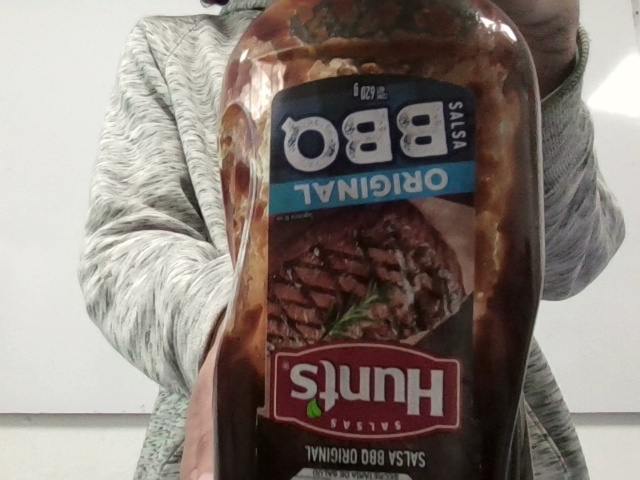 SALSA BBQ ORIGINAL
SALSAS
Hunt's®
ORIGINAL
SALSA
BBQ
620 g